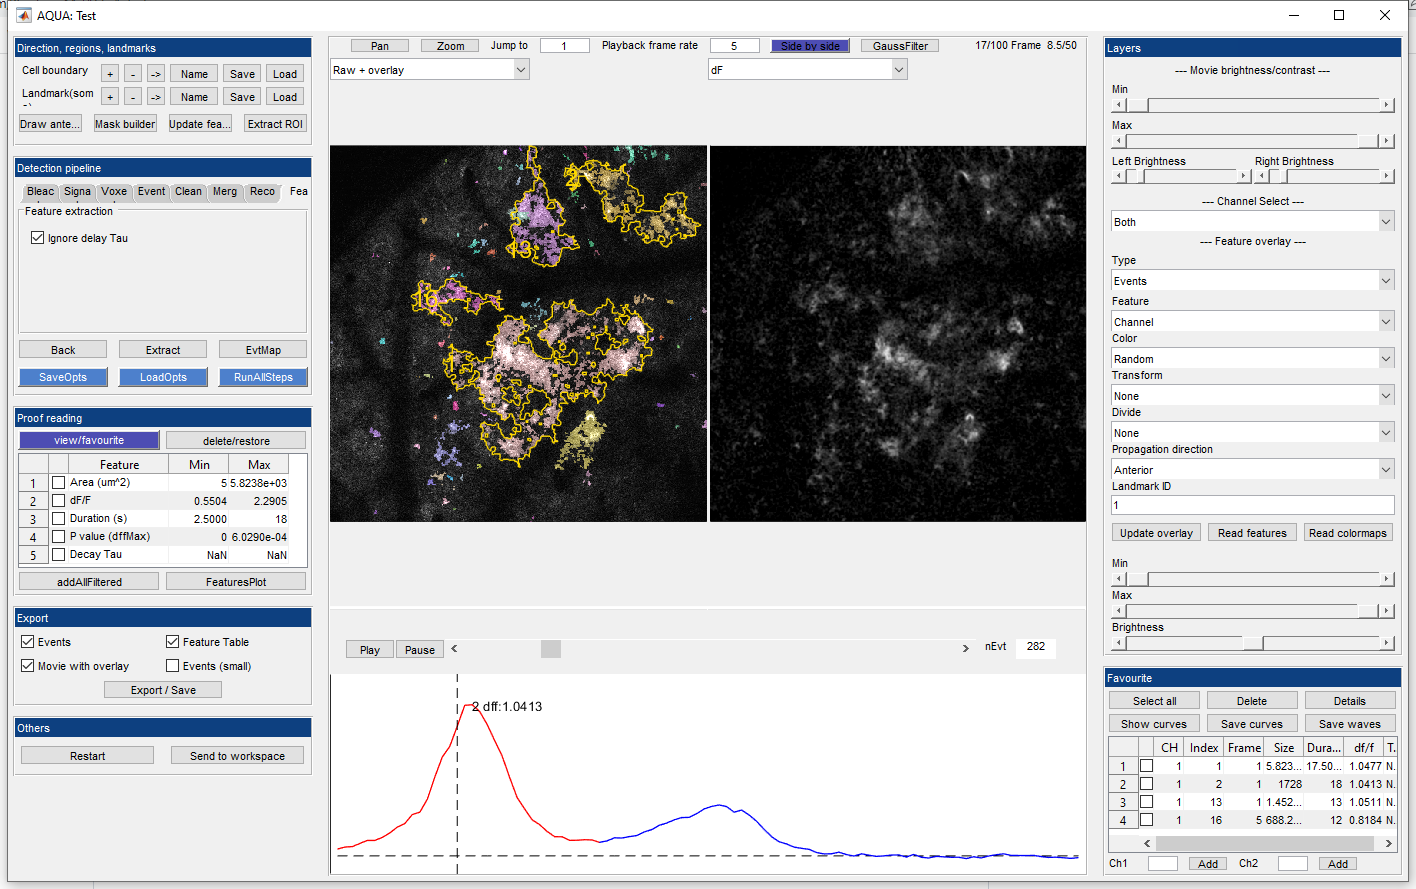 AQUA: Test
Direction, regions, landmarks
Cell boundary + - -> Name Save Load
Landmark(som + - -> Name Save Load
Draw ante... Mask builder Update fea... Extract ROI
Detection pipeline
Bleac Signa Voxe Event Clean Merg Reco Fea
Feature extraction
Ignore delay Tau
Back Extract EvtMap
SaveOpts LoadOpts RunAllSteps
Proof reading
view/favourite delete/restore
Feature Min Max
1 Area (um^2) 5 5.8238e+03
2 dF/F 0.5504 2.2905
3 Duration (s) 2.5000 18
4 P value (dffMax) 0 6.0290e-04
5 Decay Tau NaN NaN
addAllFiltered FeaturesPlot
Export
Events Feature Table
Movie with overlay Events (small)
Export / Save
Others
Restart Send to workspace
Pan Zoom Jump to 1 Playback frame rate 5 Side by side GaussFilter 17/100 Frame 8.5/50
Raw + overlay dF
2
13
16
1
Play Pause < > nEvt 282
2 dff:1.0413
Layers
--- Movie brightness/contrast ---
Min
Max
Left Brightness Right Brightness
--- Channel Select ---
Both
--- Feature overlay ---
Type
Events
Feature
Channel
Color
Random
Transform
None
Divide
None
Propagation direction
Anterior
Landmark ID
1
Update overlay Read features Read colormaps
Min
Max
Brightness
Favourite
Select all Delete Details
Show curves Save curves Save waves
CH Index Frame Size Dura... df/f T.
1 1 1 1 5.823... 17.50... 1.0477 N.
2 1 2 1 1728 18 1.0413 N.
3 1 13 1 1.452... 13 1.0511 N.
4 1 16 5 688.2... 12 0.8184 N.
Ch1 Add Ch2 Add